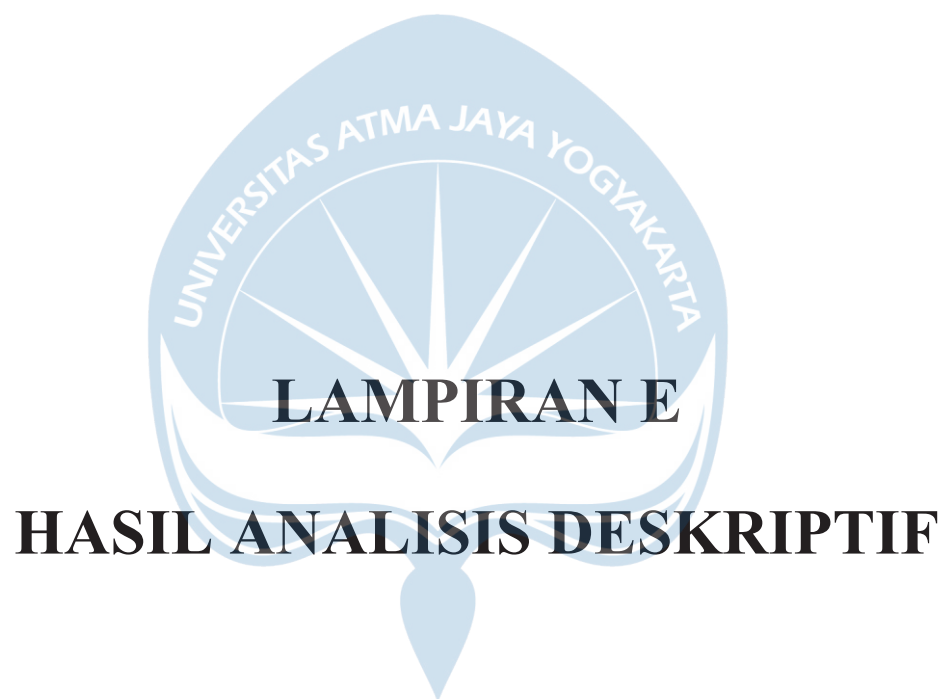 UNIVERSITAS ATMA JAYA YOGYAKARTA
LAMPIRAN E
HASIL ANALISIS DESKRIPTIF